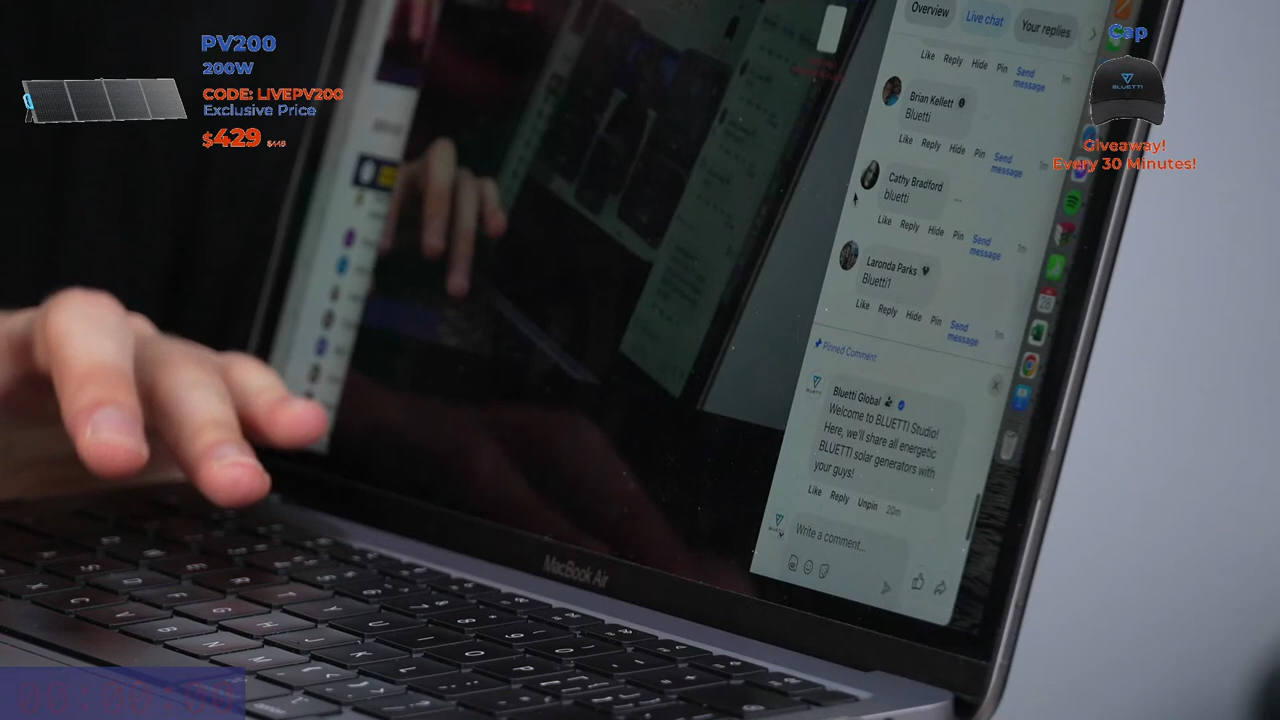 PV200
200W
CODE: LIVEPV200
Exclusive Price
$429
Cap
BLUETTI
Giveaway!
Every 30 Minutes!
Overview
Live chat
Your replies
Like Reply Hide Pin Send message
Brian Kellett
Bluetti
Like Reply Hide Pin Send message
Cathy Bradford
bluetti
Like Reply Hide Pin Send message 1m
Laronda Parks
Bluetti1
Like Reply Hide Pin Send message 1m
Pinned Comment
Bluetti Global
Welcome to BLUETTI Studio!
Here, we'll share all energetic
BLUETTI solar generators with
your guys!
Like Reply Unpin 20m
Write a comment...
MacBook Air